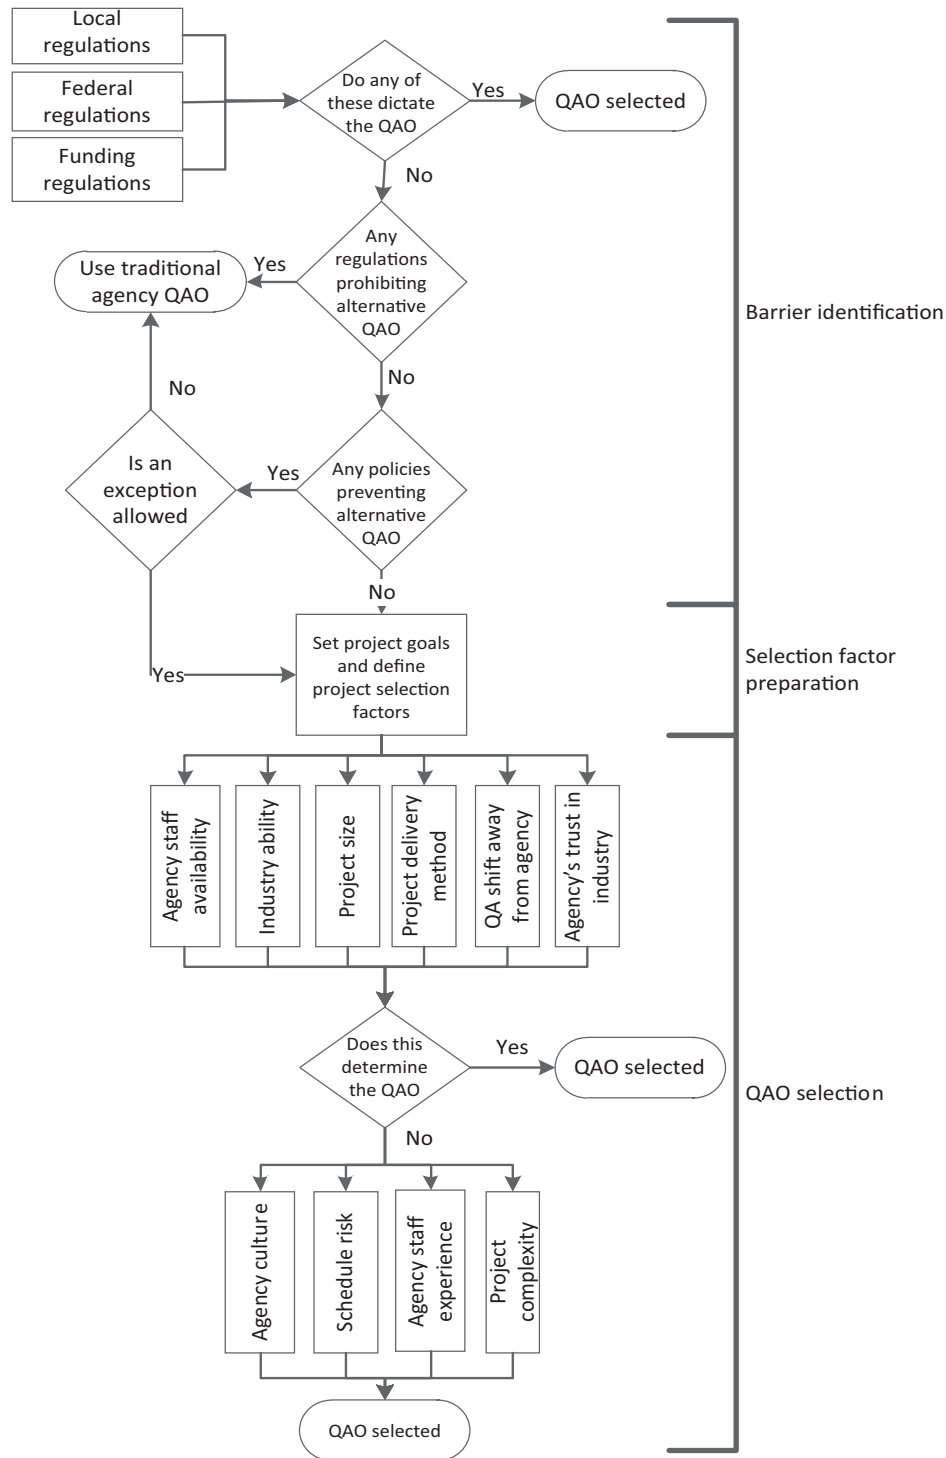 Local
regulations
Federal
regulations
Funding
regulations
Do any of
these dictate
the QAO
Yes
QAO selected
No
Any
regulations
prohibiting
alternative
QAO
Yes
Use traditional
agency QAO
No
No
Is an
exception
allowed
Yes
Any policies
preventing
alternative
QAO
No
Yes
Set project goals
and define
project selection
factors
Barrier identification
Selection factor
preparation
Agency staff
availability
Industry ability
Project size
Project delivery
method
QA shift away
from agency
Agency’s trust in
industry
Does this
determine
the QAO
Yes
QAO selected
No
QAO selection
Agency culture
Schedule risk
Agency staff
experience
Project
complexity
QAO selected